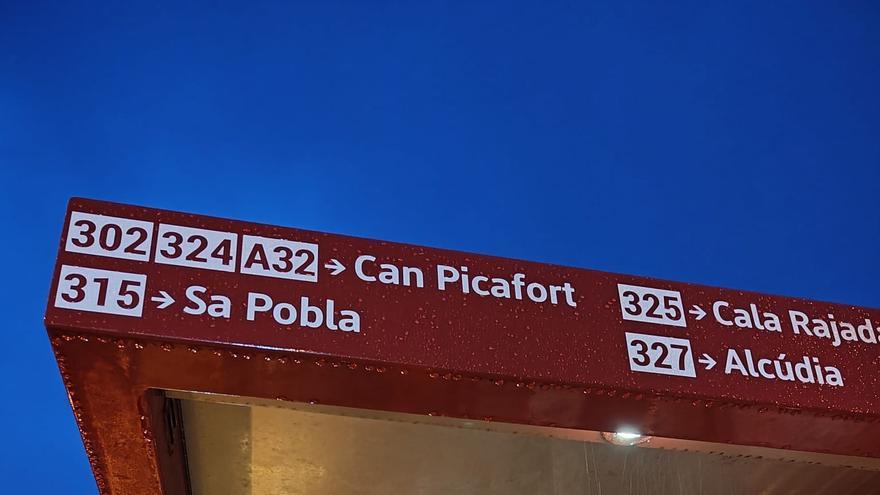 302 324 A32 → Can Picafort
315 → Sa Pobla
325 → Cala Rajada
327 → Alcúdia